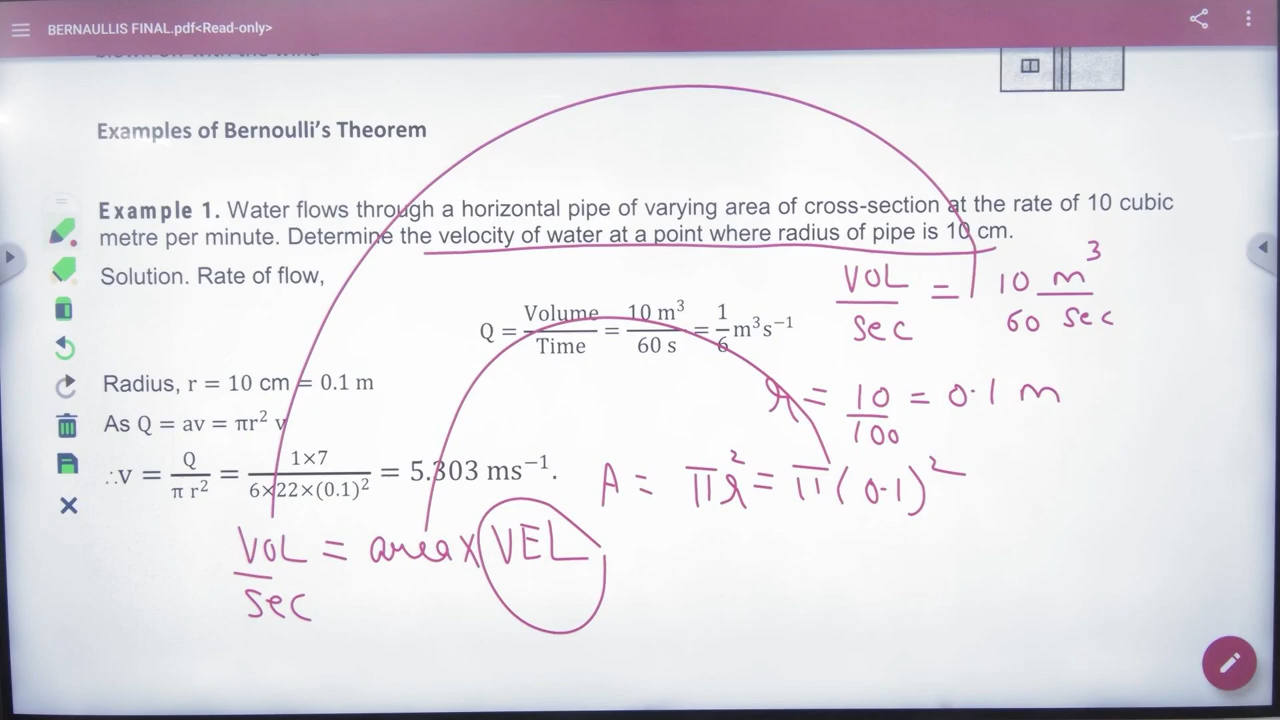 BERNAULLIS FINAL.pdf<Read-only>
Examples of Bernoulli's Theorem
Example 1. Water flows through a horizontal pipe of varying area of cross-section at the rate of 10 cubic
metre per minute. Determine the velocity of water at a point where radius of pipe is 10 cm.
Solution. Rate of flow,
Q = Volume/Time = 10 m³/60 s = 1/6 m³s⁻¹
VOL/Sec = 10 m³/60 Sec
Radius, r = 10 cm = 0.1 m
r = 10/100 = 0.1 m
As Q = av = πr² v
∴v = Q/π r² = 1×7/6×22×(0.1)² = 5.303 ms⁻¹.
A = πr² = π(0.1)²
VOL/Sec = area x VEL